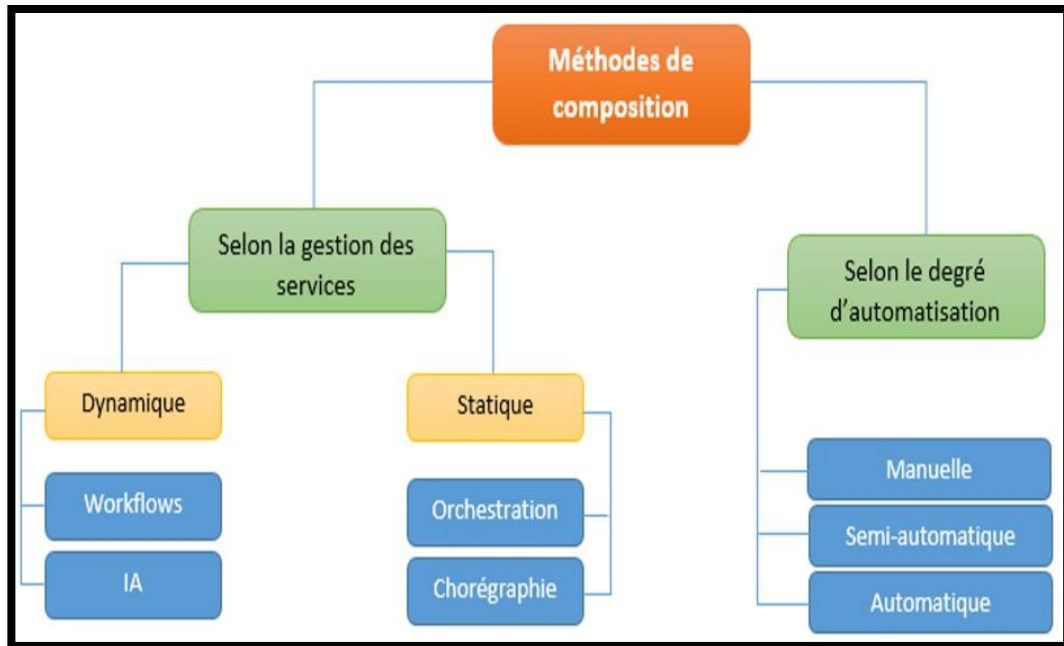 Méthodes de
composition
Selon la gestion des
services
Selon le degré
d'automatisation
Dynamique
Statique
Workflows
IA
Orchestration
Chorégraphie
Manuelle
Semi-automatique
Automatique